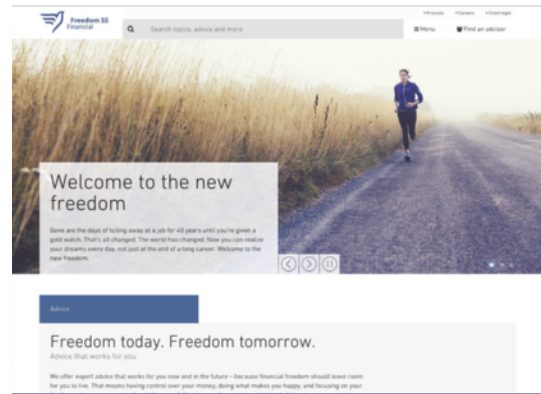 Freedom 55
Financial
Search topics, advice and more
Français
Careers
Client login
Menu
Find an advisor
Welcome to the new
freedom
Gone are the days of toiling away at a job for 40 years until you're given a
gold watch. That's all changed. The world has changed. Now you can realize
your dreams every day, not just at the end of a long career. Welcome to the
new freedom.
Advice
Freedom today. Freedom tomorrow.
Advice that works for you
We offer expert advice that works for you now and in the future – because financial freedom should leave room
for you to live. That means having control over your money, doing what makes you happy, and focusing on your